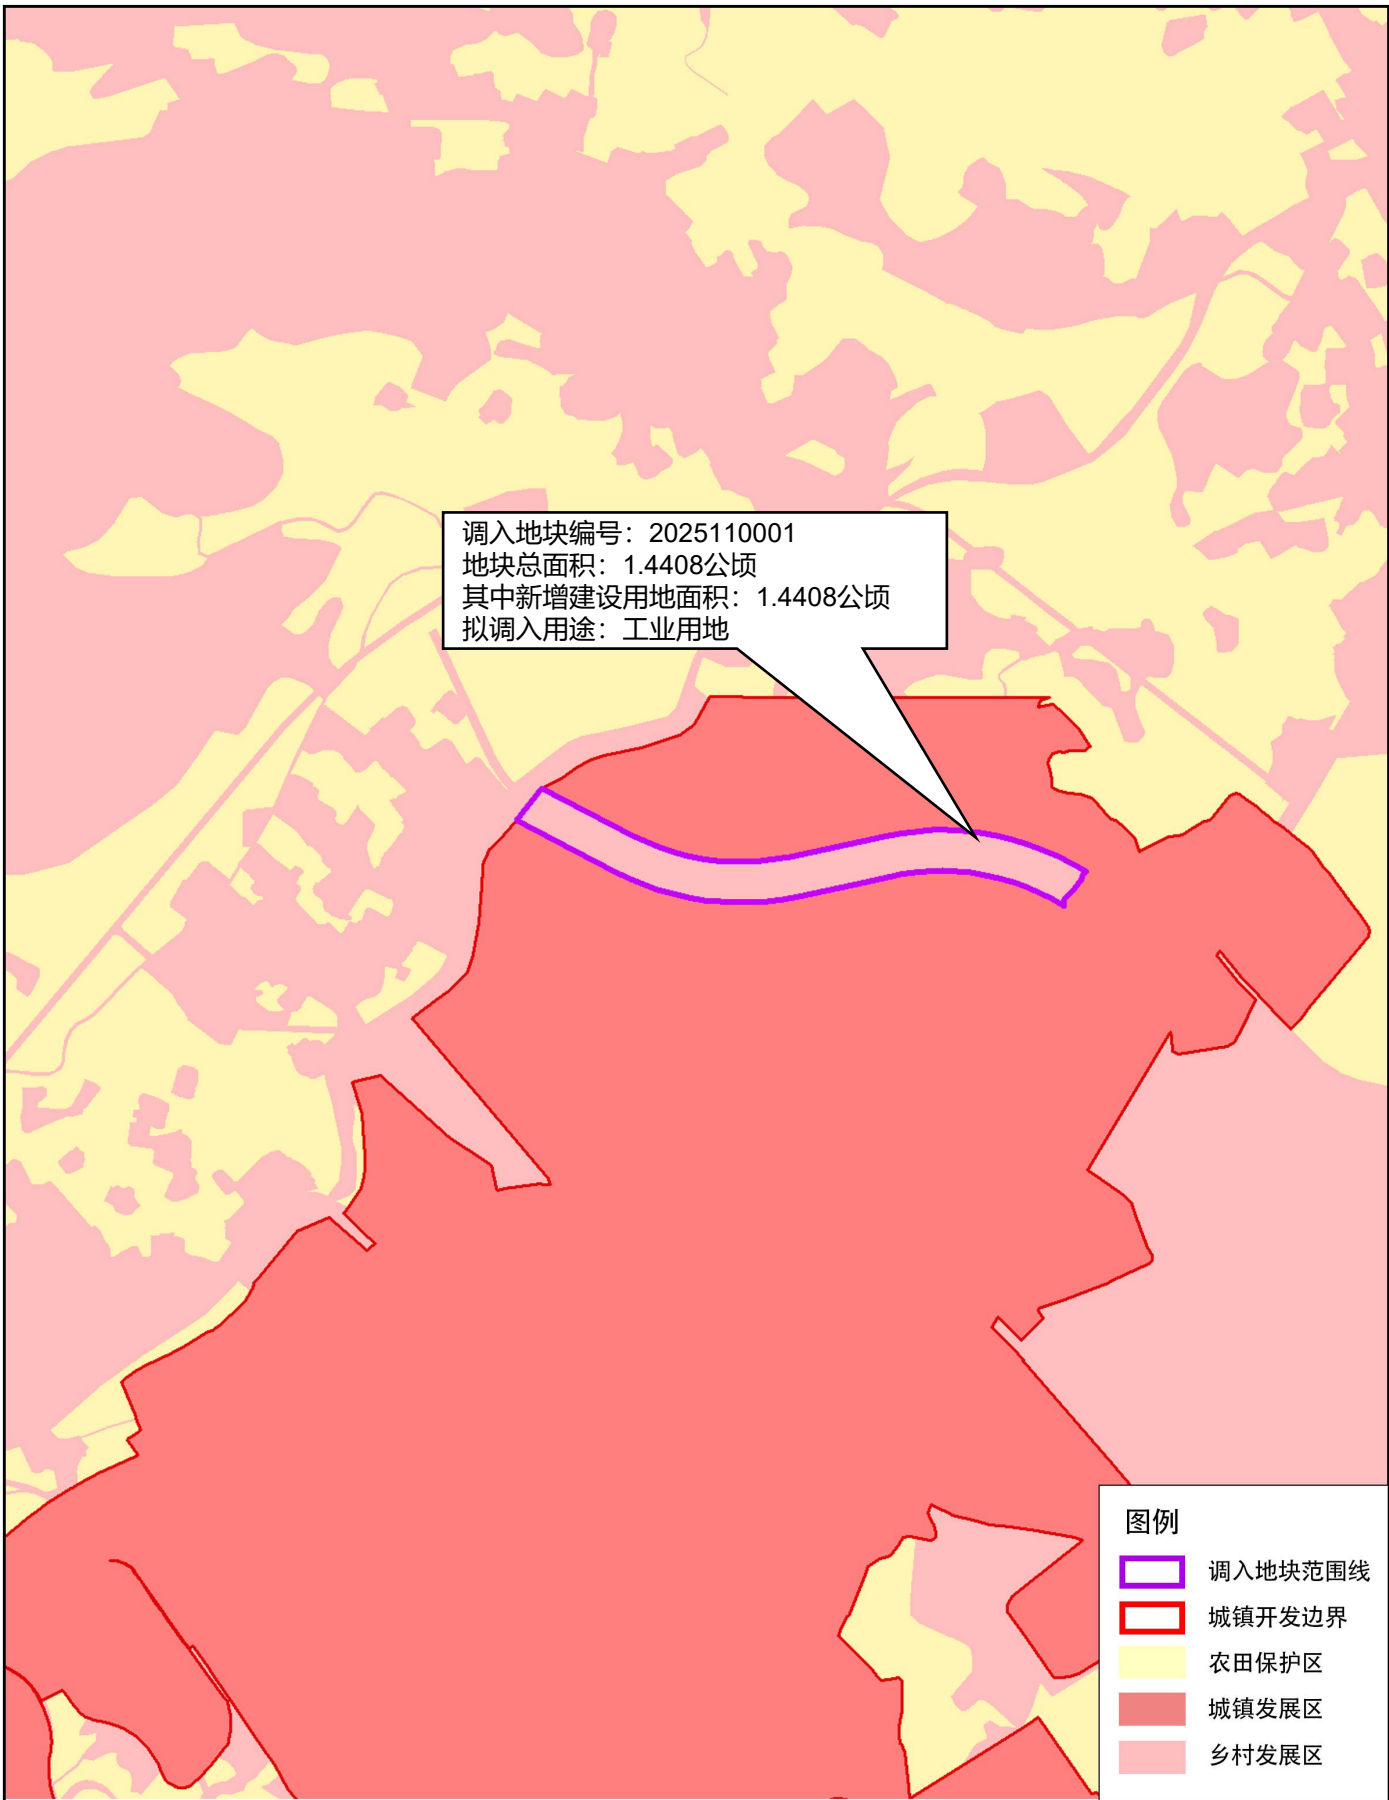 调入地块编号：2025110001
地块总面积：1.4408公顷
其中新增建设用地面积：1.4408公顷
拟调入用途：工业用地
图例
调入地块范围线
城镇开发边界
农田保护区
城镇发展区
乡村发展区